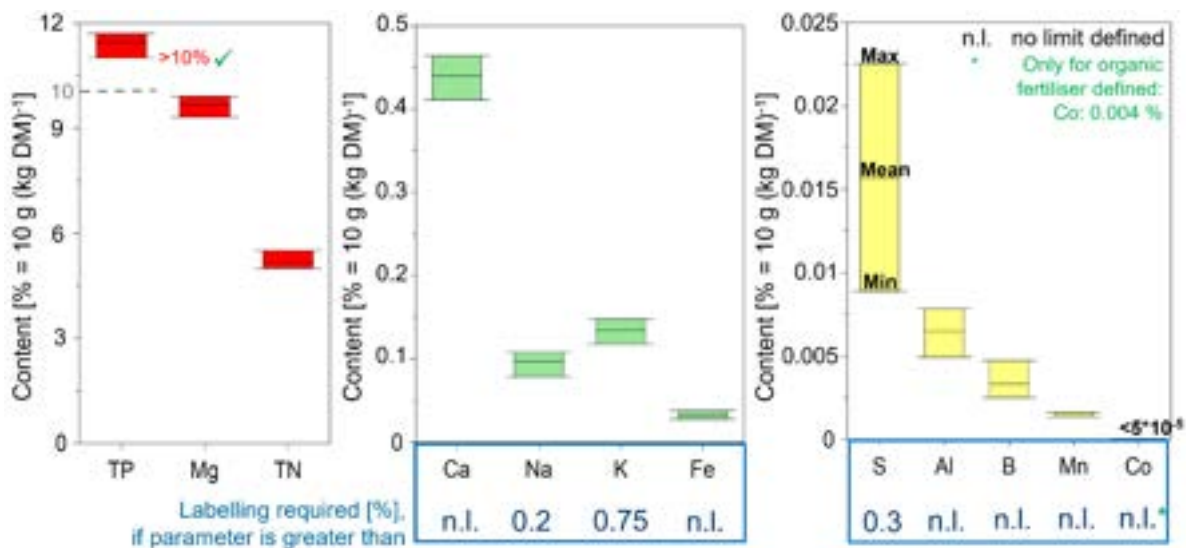 Content [% = 10 g (kg DM)⁻¹]
12
10
9
6
3
0
>10% ✓
TP Mg TN
Content [% = 10 g (kg DM)⁻¹]
0.5
0.4
0.3
0.2
0.1
0
Ca Na K Fe
Content [% = 10 g (kg DM)⁻¹]
0.025
0.02
0.015
0.01
0.005
0
n.l. no limit defined
* Only for organic
fertiliser defined:
Co: 0.004 %
Max
Mean
Min
<5*10⁻⁵
S Al B Mn Co
Labelling required [%],
if parameter is greater than
n.l. 0.2 0.75 n.l.
0.3 n.l. n.l. n.l. n.l.*